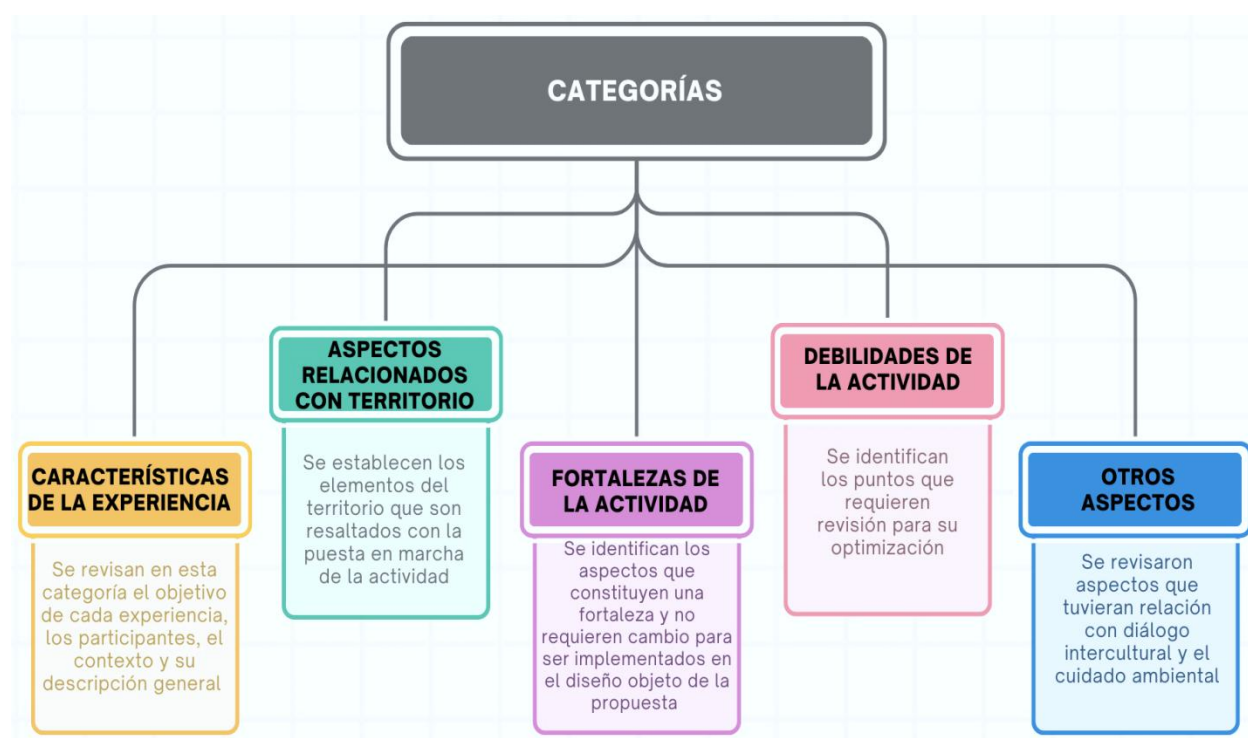 CATEGORÍAS
CARACTERÍSTICAS
DE LA EXPERIENCIA
Se revisan en esta
categoría el objetivo
de cada experiencia,
los participantes, el
contexto y su
descripción general
ASPECTOS
RELACIONADOS
CON TERRITORIO
Se establecen los
elementos del
territorio que son
resaltados con la
puesta en marcha
de la actividad
FORTALEZAS DE
LA ACTIVIDAD
Se identifican los
aspectos que
constituyen una
fortaleza y no
requieren cambio para
ser implementados en
el diseño objeto de la
propuesta
DEBILIDADES DE
LA ACTIVIDAD
Se identifican
los puntos que
requieren
revisión para su
optimización
OTROS
ASPECTOS
Se revisaron
aspectos que
tuvieran relación
con diálogo
intercultural y el
cuidado ambiental